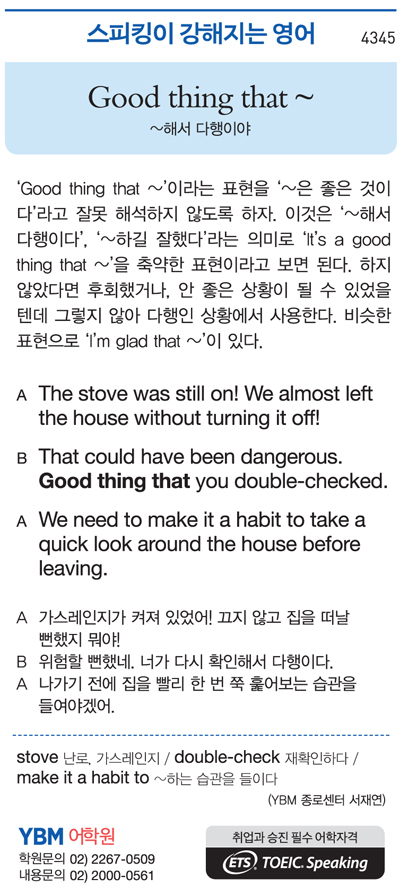 스피킹이 강해지는 영어 4345
Good thing that ~
~해서 다행이야
‘Good thing that ~’이라는 표현을 ‘~은 좋은 것이
다’라고 잘못 해석하지 않도록 하자. 이것은 ‘~해서
다행이다’, ‘~하길 잘했다’라는 의미로 ‘It’s a good
thing that ~’을 축약한 표현이라고 보면 된다. 하지
않았다면 후회했거나, 안 좋은 상황이 될 수 있었을
텐데 그렇지 않아 다행인 상황에서 사용한다. 비슷한
표현으로 ‘I’m glad that ~’이 있다.
A The stove was still on! We almost left
the house without turning it off!
B That could have been dangerous.
Good thing that you double-checked.
A We need to make it a habit to take a
quick look around the house before
leaving.
A 가스레인지가 켜져 있었어! 끄지 않고 집을 떠날
뻔했지 뭐야!
B 위험할 뻔했네. 너가 다시 확인해서 다행이다.
A 나가기 전에 집을 빨리 한 번 쭉 훑어보는 습관을
들여야겠어.
stove 난로, 가스레인지 / double-check 재확인하다 /
make it a habit to ~하는 습관을 들이다
(YBM 종로센터 서재연)
YBM 어학원
학원문의 02) 2267-0509
내용문의 02) 2000-0561
취업과 승진 필수 어학자격
ETS TOEIC. Speaking